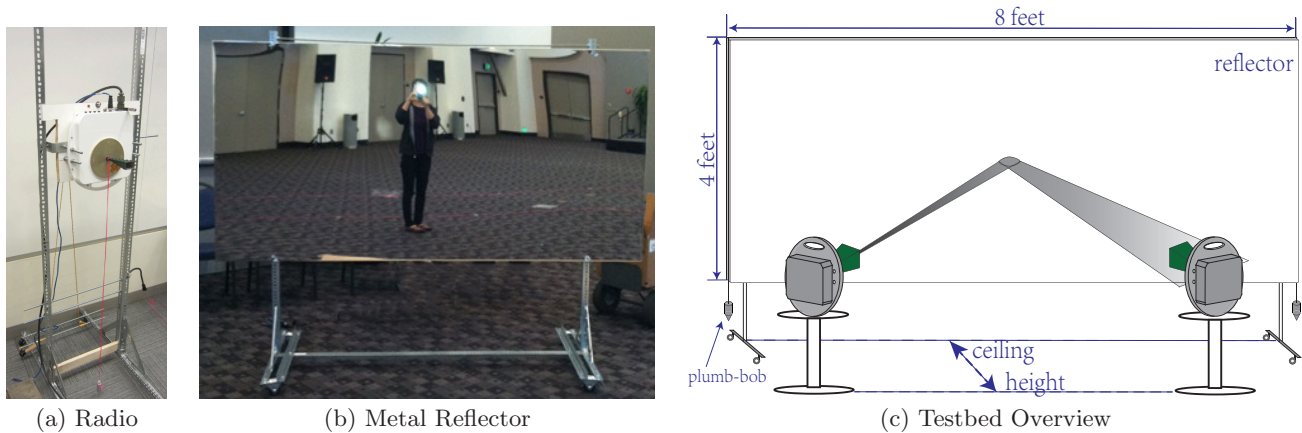 8 feet
reflector
4 feet
plumb-bob
ceiling
height
(a) Radio
(b) Metal Reflector
(c) Testbed Overview